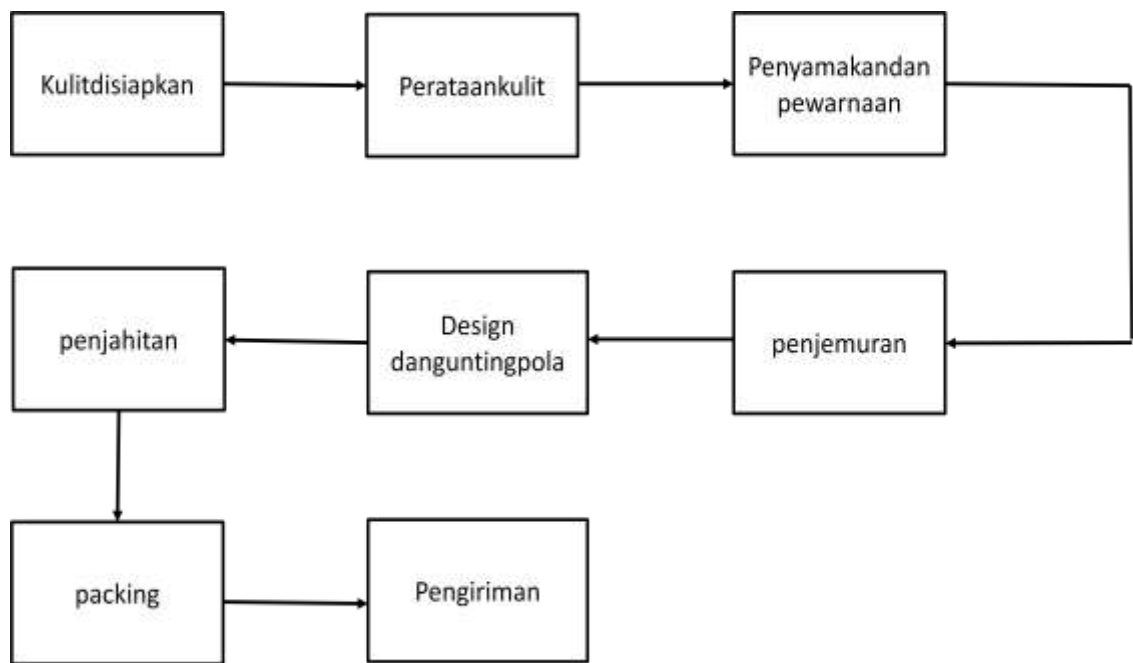 Kulitdisiapkan
Perataankulit
Penyamakandan
pewarnaan
penjemuran
Design
danguntingpola
penjahitan
packing
Pengiriman